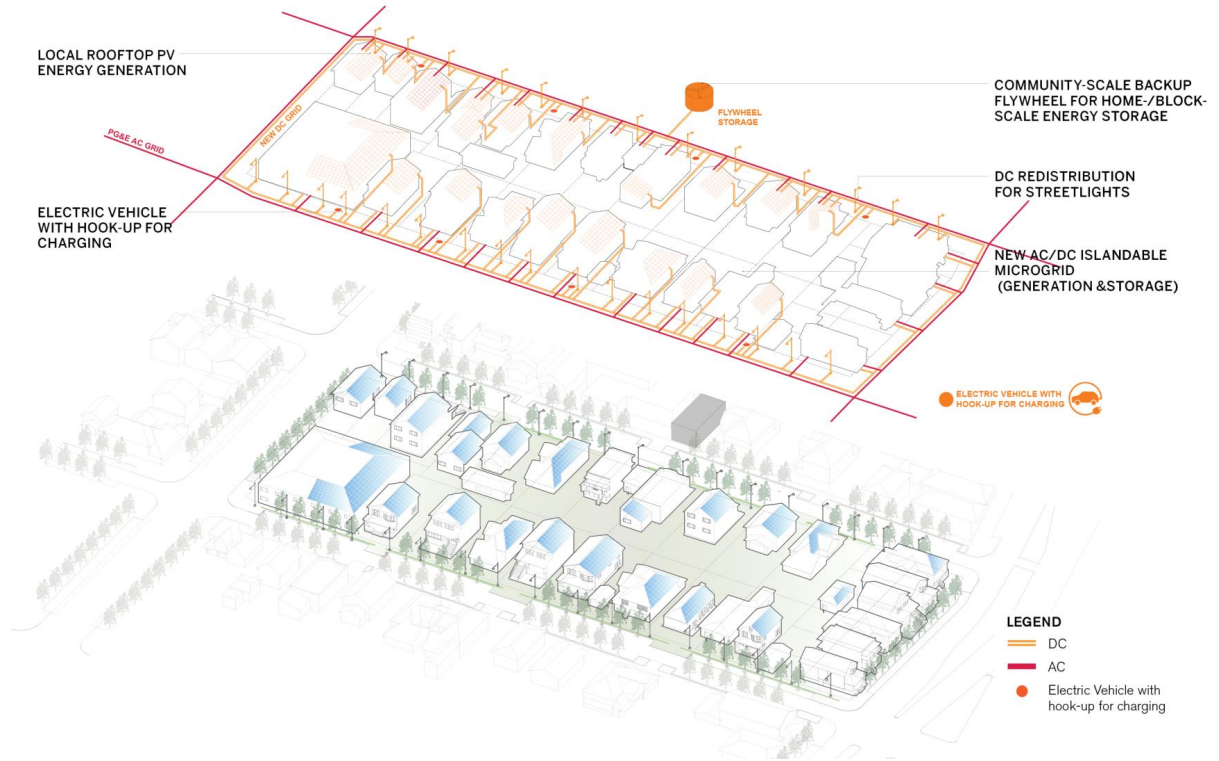 LOCAL ROOFTOP PV
ENERGY GENERATION
NEW DC GRID
PG&E AC GRID
ELECTRIC VEHICLE
WITH HOOK-UP FOR
CHARGING
FLYWHEEL
STORAGE
COMMUNITY-SCALE BACKUP
FLYWHEEL FOR HOME-/BLOCK-
SCALE ENERGY STORAGE
DC REDISTRIBUTION
FOR STREETLIGHTS
NEW AC/DC ISLANDABLE
MICROGRID
(GENERATION &STORAGE)
ELECTRIC VEHICLE WITH
HOOK-UP FOR CHARGING
LEGEND
DC
AC
Electric Vehicle with
hook-up for charging